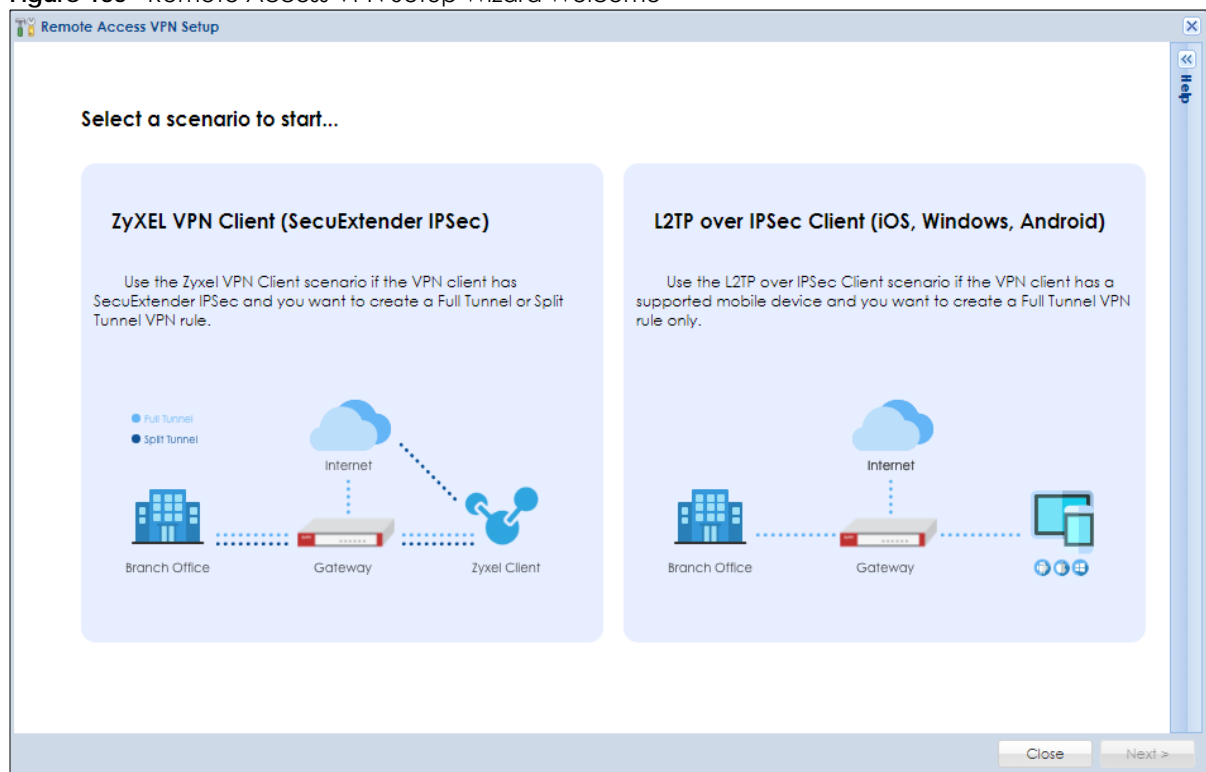 Remote Access VPN Setup
Help
Select a scenario to start...
ZyXEL VPN Client (SecuExtender IPSec)
Use the Zyxel VPN Client scenario if the VPN client has
SecuExtender IPSec and you want to create a Full Tunnel or Split
Tunnel VPN rule.
Full Tunnel
Split Tunnel
Internet
Branch Office
Gateway
Zyxel Client
L2TP over IPSec Client (iOS, Windows, Android)
Use the L2TP over IPSec Client scenario if the VPN client has a
supported mobile device and you want to create a Full Tunnel VPN
rule only.
Internet
Branch Office
Gateway
Close
Next >